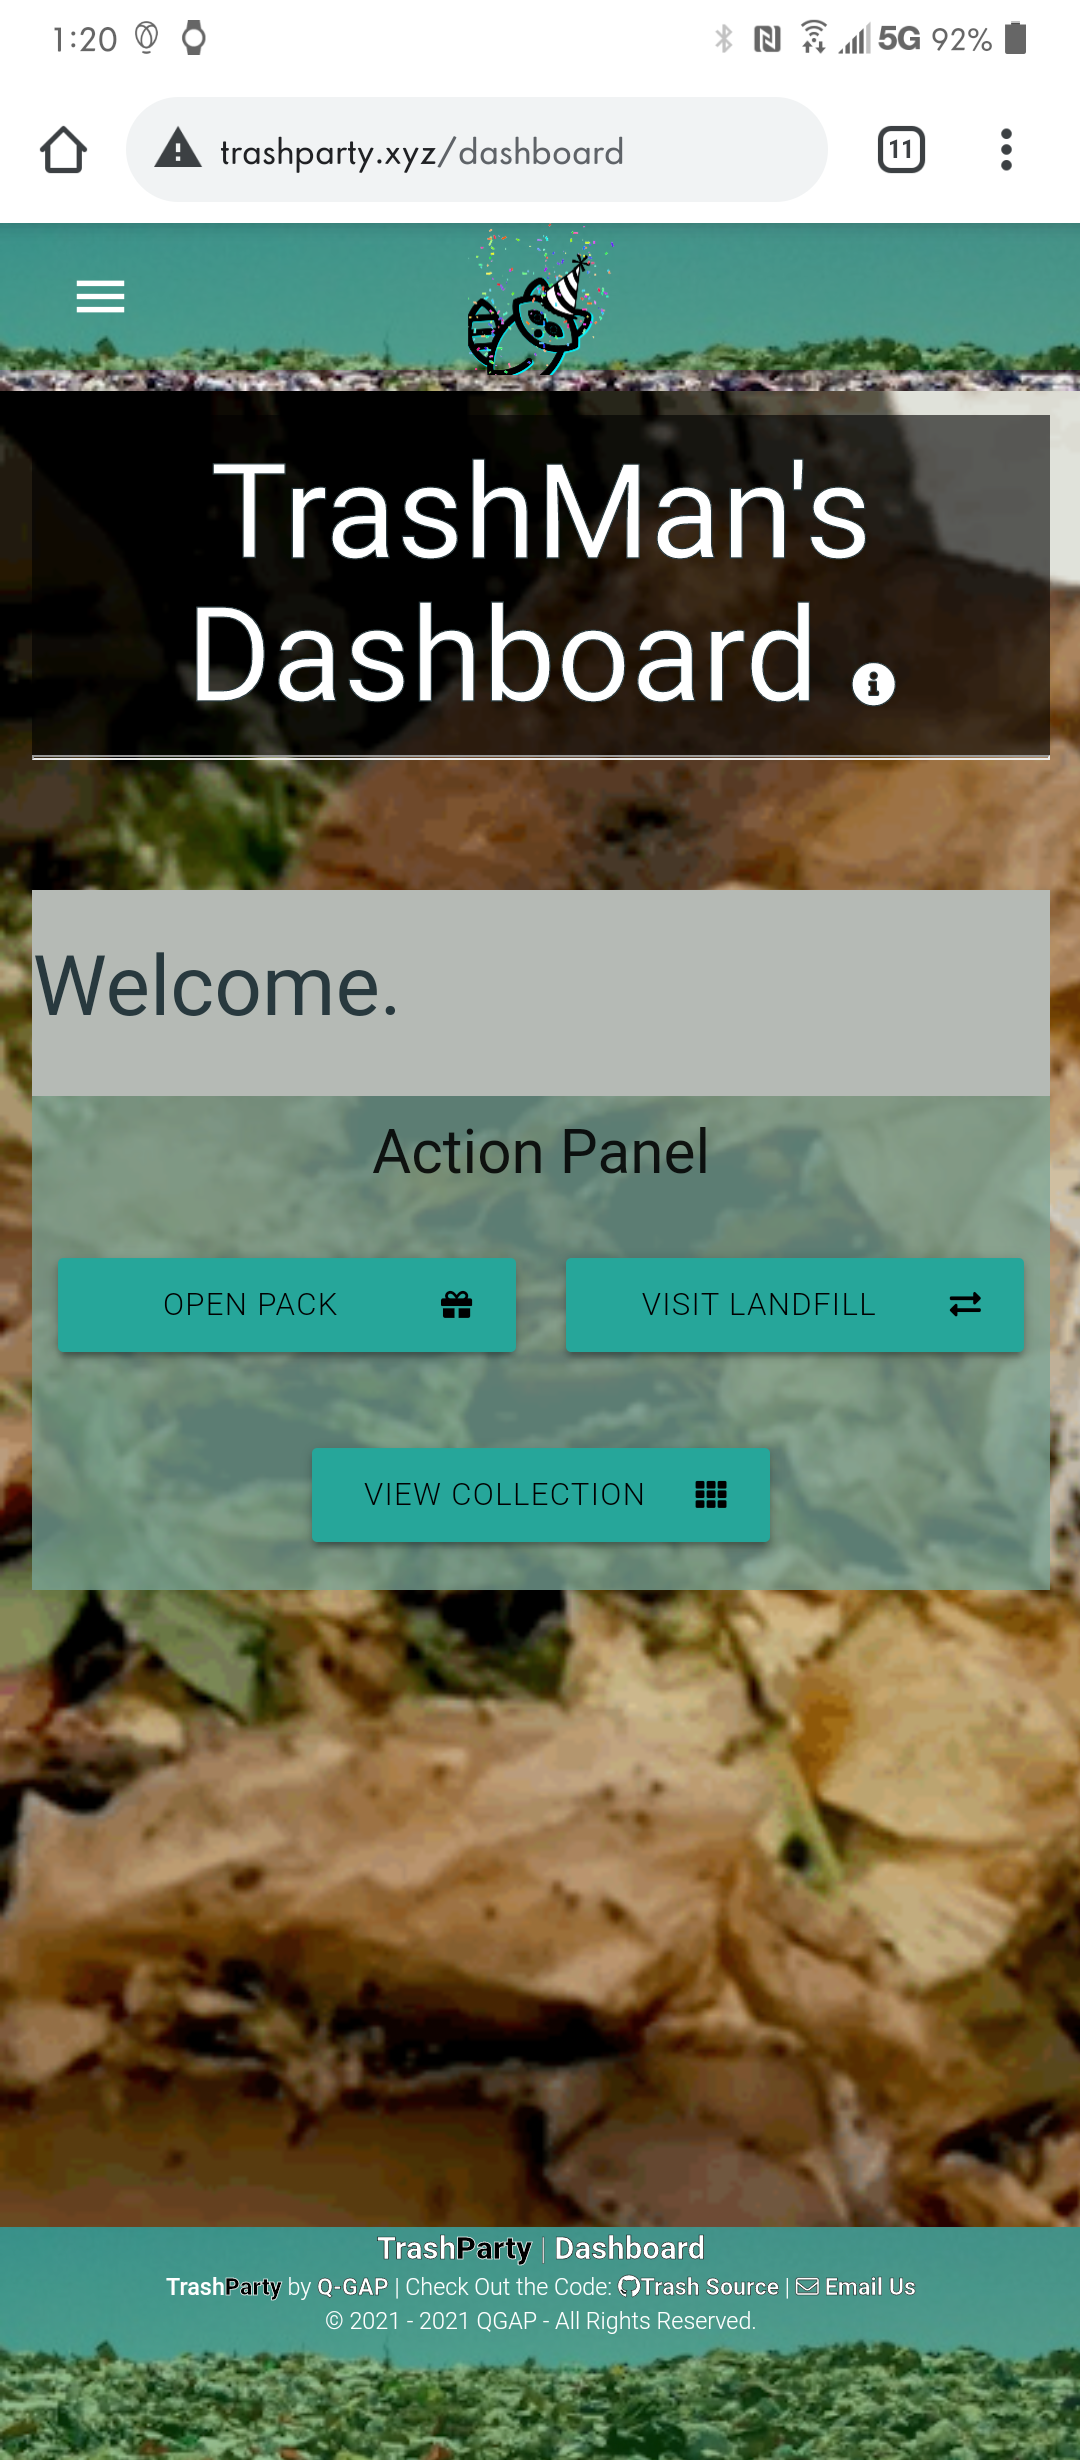 1:20 5G 92%
trashparty.xyz/dashboard 11
TrashMan's
Dashboard
Welcome.
Action Panel
OPEN PACK VISIT LANDFILL
VIEW COLLECTION
TrashParty | Dashboard
TrashParty by Q-GAP | Check Out the Code: Trash Source | Email Us
© 2021 - 2021 QGAP - All Rights Reserved.